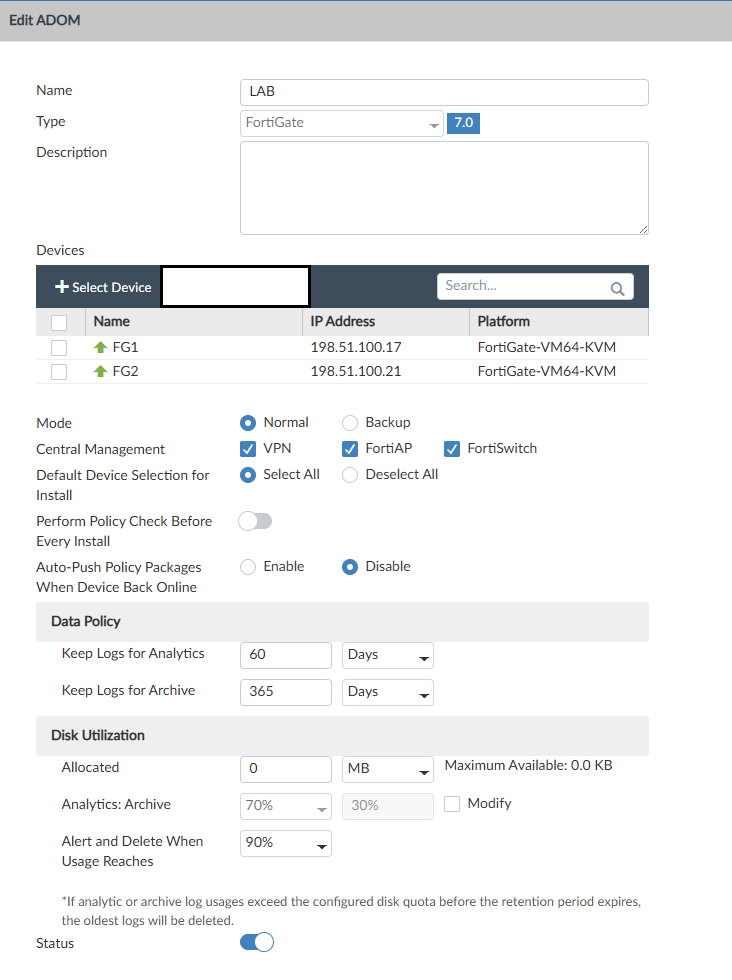 Edit ADOM
Name LAB
Type FortiGate 7.0
Description
Devices
Select Device Search...
Name IP Address Platform
FG1 198.51.100.17 FortiGate-VM64-KVM
FG2 198.51.100.21 FortiGate-VM64-KVM
Mode Normal Backup
Central Management VPN FortiAP FortiSwitch
Default Device Selection for Select All Deselect All
Install
Perform Policy Check Before
Every Install
Auto-Push Policy Packages Enable Disable
When Device Back Online
Data Policy
Keep Logs for Analytics 60 Days
Keep Logs for Archive 365 Days
Disk Utilization
Allocated 0 MB Maximum Available: 0.0 KB
Analytics: Archive 70% 30% Modify
Alert and Delete When 90%
Usage Reaches
*If analytic or archive log usages exceed the configured disk quota before the retention period expires,
the oldest logs will be deleted.
Status